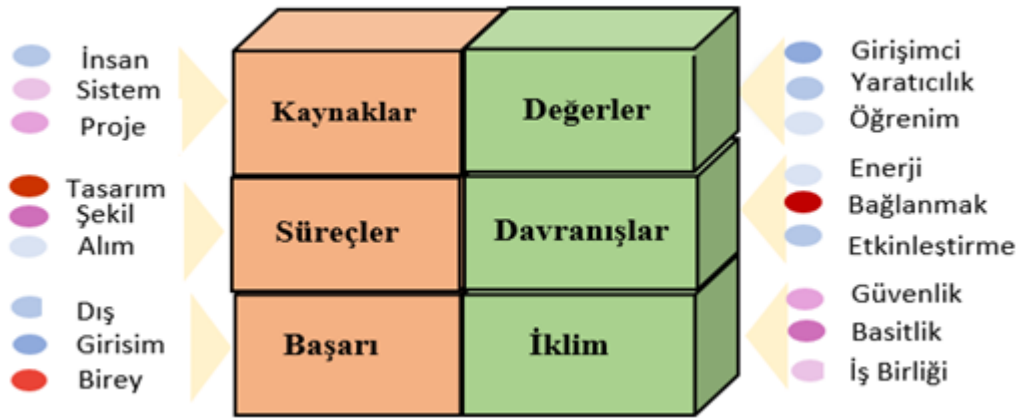 İnsan
Sistem
Proje
Kaynaklar
Değerler
Girişimci
Yaratıcılık
Öğrenim
Tasarım
Şekil
Alım
Süreçler
Davranışlar
Enerji
Bağlanmak
Etkinleştirme
Dış
Girisim
Birey
Başarı
İklim
Güvenlik
Basitlik
İş Birliği